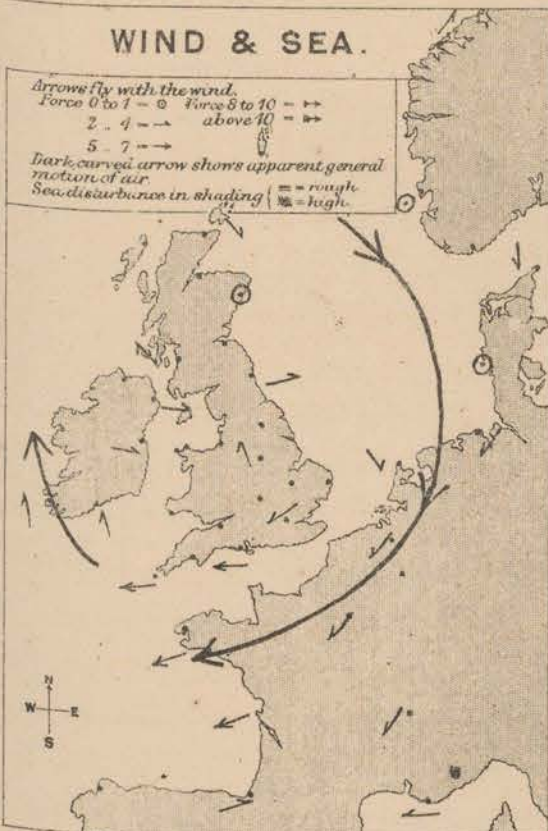 WIND & SEA.
Arrows fly with the wind.
Force 0 to 1 = ⊙ Force 8 to 10 =
2 .. 4 = → above 10 =
5 .. 7 = →
Dark, curved arrow shows apparent general
motion of air.
Sea disturbance in shading { = rough
= high.
N
W E
S